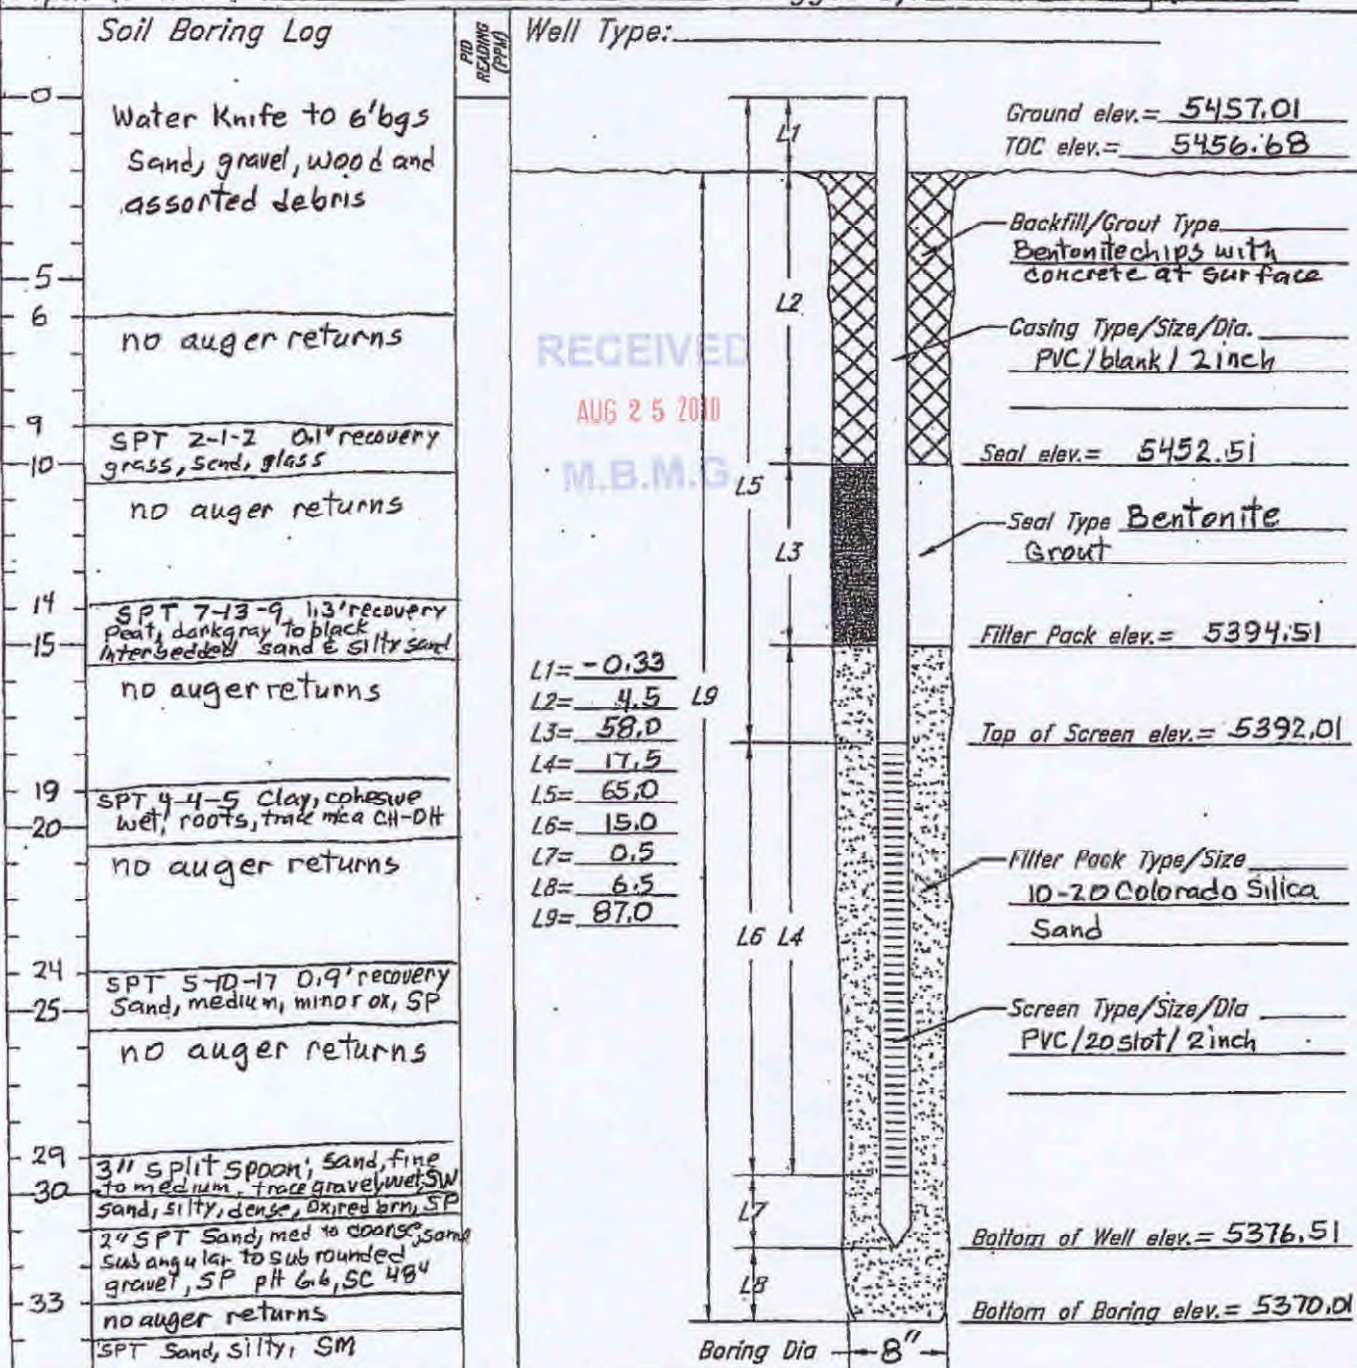 Soil Boring Log
PID READING (PPM)
Well Type:
0
Water Knife to 6'bgs
Sand, gravel, wood and
assorted debris
5
6
no auger returns
9
SPT 2-1-2 0.1' recovery
grass, sand, glass
10
no auger returns
14
SPT 7-13-9, 1.3' recovery
Peat, dark gray to black
interbedded sand & silty sand
15
no auger returns
19
SPT 4-4-5 Clay, cohesive
wet, roots, trace mica CH-OH
20
no auger returns
24
SPT 5-10-17 0.9' recovery
Sand, medium, minor ox, SP
25
no auger returns
29
3" split spoon; sand, fine
to medium, trace gravel, wet, SW
30
sand, silty, dense, ox, red brn, SP
2" SPT Sand, med to coarse, some
sub angular to sub rounded
gravel, SP pH 6.6, SC 484
33
no auger returns
SPT Sand, silty, SM
RECEIVED
AUG 25 2010
M.B.M.G.
L1= -0.33
L2= 4.5
L3= 58.0
L4= 17.5
L5= 65.0
L6= 15.0
L7= 0.5
L8= 6.5
L9= 87.0
L1
L2
L5
L3
L9
L6 L4
L7
L8
Boring Dia 8"
Ground elev.= 5457.01
TOC elev.= 5456.68
Backfill/Grout Type
Bentonite chips with
concrete at surface
Casing Type/Size/Dia.
PVC/blank/2inch
Seal elev.= 5452.51
Seal Type Bentonite
Grout
Filter Pack elev.= 5394.51
Top of Screen elev.= 5392.01
Filter Pack Type/Size
10-20 Colorado Silica
Sand
Screen Type/Size/Dia
PVC/20 slot/2inch
Bottom of Well elev.= 5376.51
Bottom of Boring elev.= 5370.01